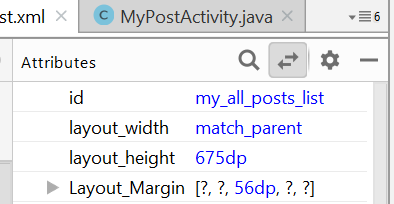 st.xml MyPostActivity.java 6
Attributes
id my_all_posts_list
layout_width match_parent
layout_height 675dp
Layout_Margin [?, ?, 56dp, ?, ?]